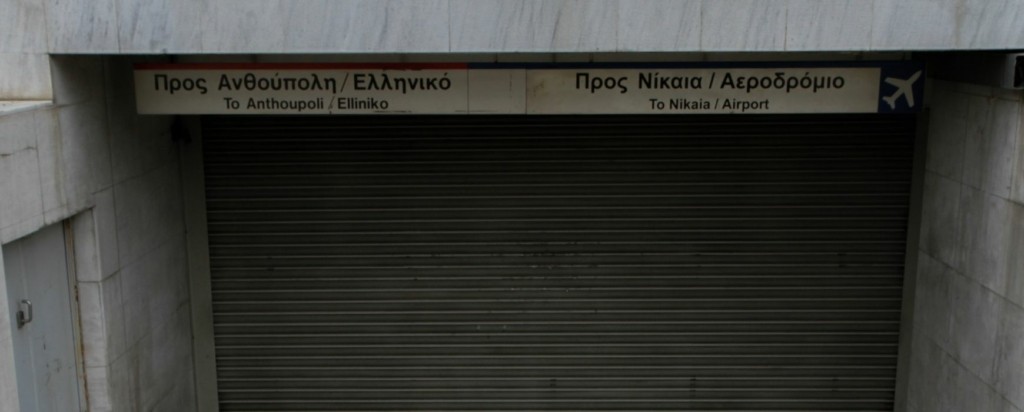 Προς Ανθούπολη/Ελληνικό
To Anthoupoli / Elliniko
Προς Νίκαια / Αεροδρόμιο
To Nikaia / Airport